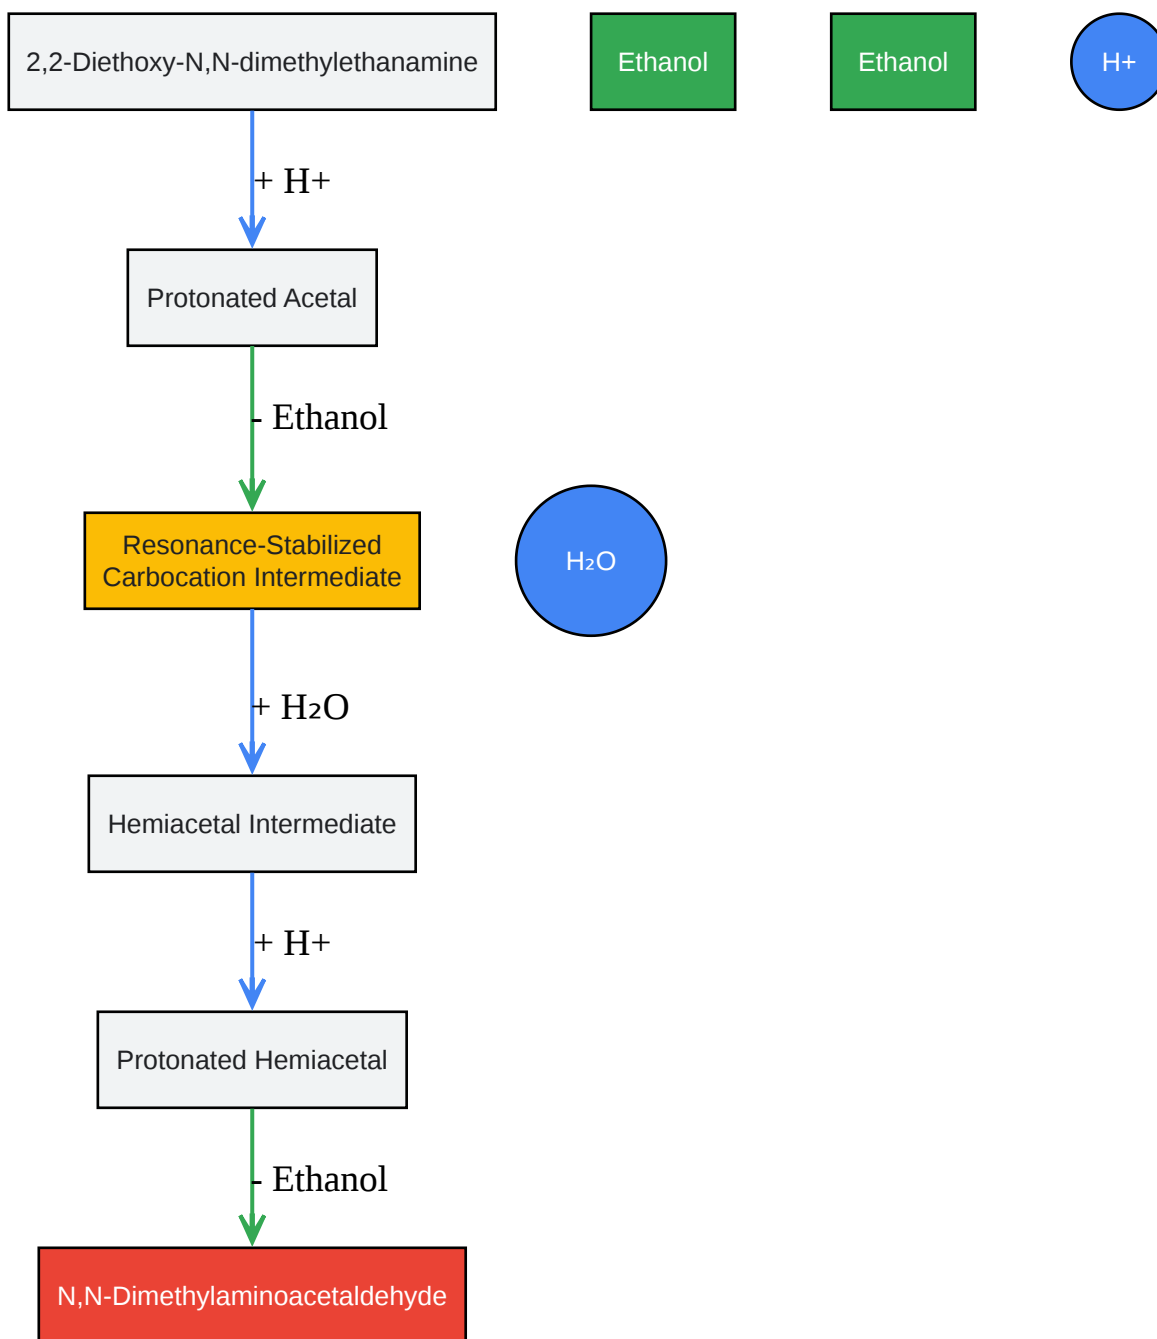 2,2-Diethoxy-N,N-dimethylethanamine
Ethanol
Ethanol
H+
+ H+
Protonated Acetal
- Ethanol
Resonance-Stabilized
Carbocation Intermediate
H₂O
+ H₂O
Hemiacetal Intermediate
+ H+
Protonated Hemiacetal
- Ethanol
N,N-Dimethylaminoacetaldehyde